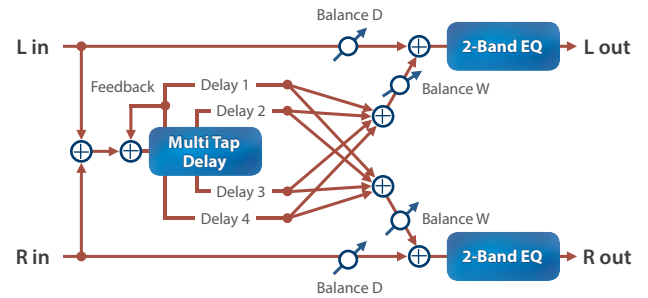 Balance D
L in
2-Band EQ
L out
Feedback
Delay 1
Balance W
Delay 2
Multi Tap
Delay
Delay 3
Delay 4
Balance W
R in
2-Band EQ
R out
Balance D